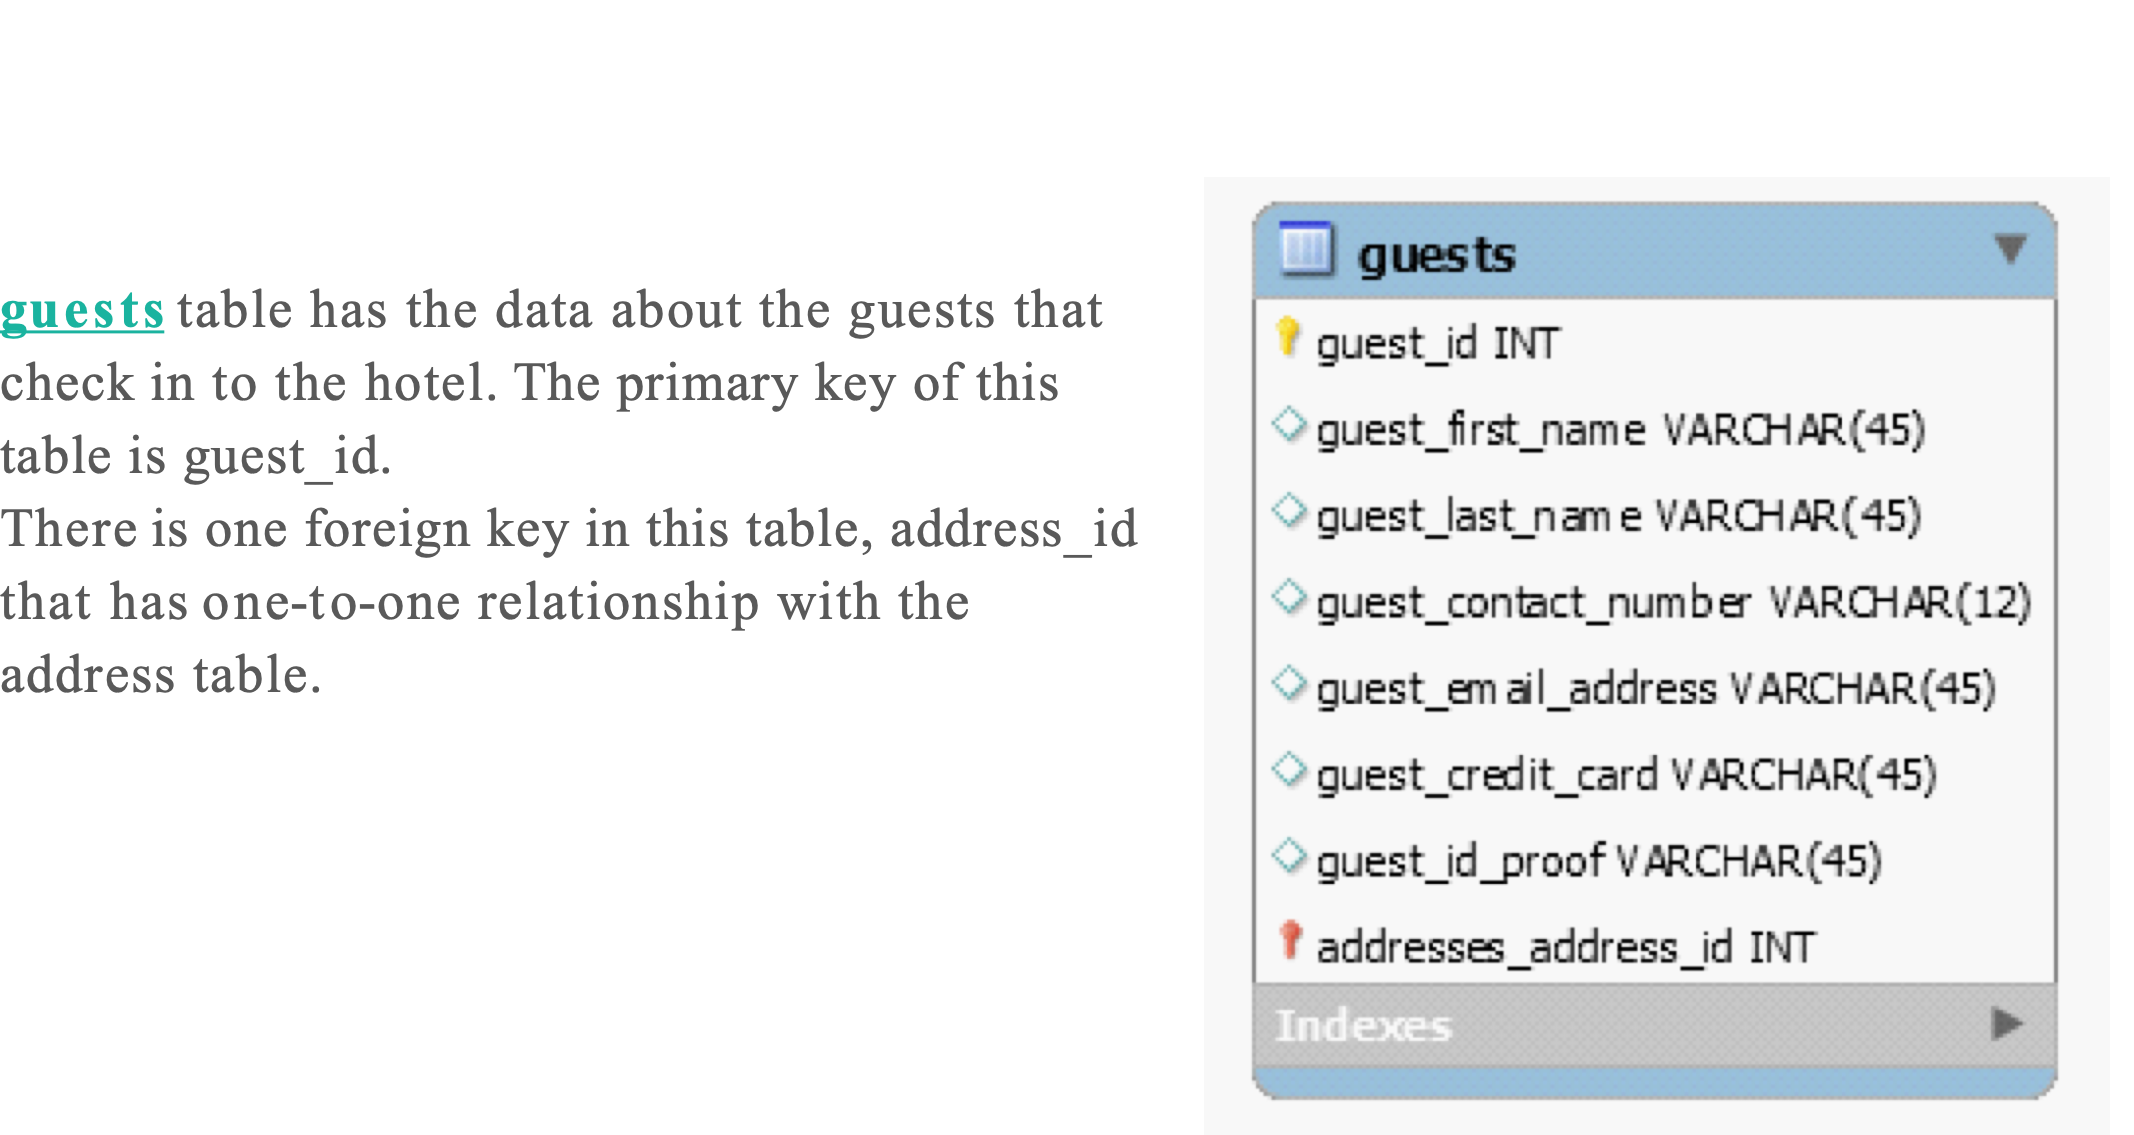 guests table has the data about the guests that
check in to the hotel. The primary key of this
table is guest_id.
There is one foreign key in this table, address_id
that has one-to-one relationship with the
address table.
guests
guest_id INT
guest_first_name VARCHAR(45)
guest_last_name VARCHAR(45)
guest_contact_number VARCHAR(12)
guest_email_address VARCHAR(45)
guest_credit_card VARCHAR(45)
guest_id_proof VARCHAR(45)
addresses_address_id INT
Indexes